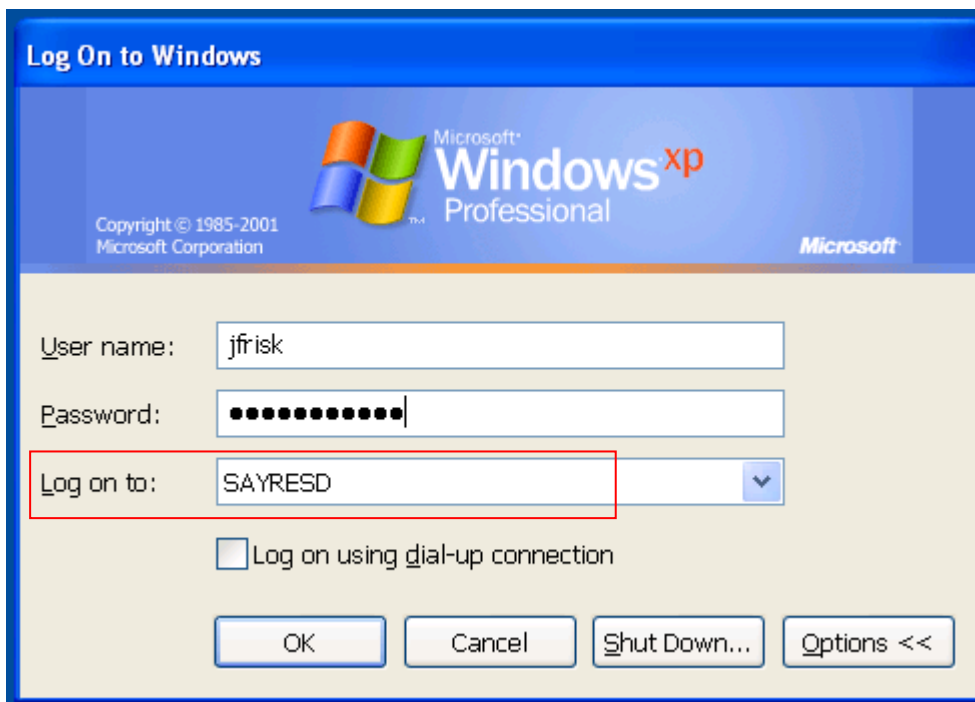 Log On to Windows
Microsoft®
Windows xp
Professional
TM
Copyright © 1985-2001
Microsoft Corporation
Microsoft®
User name: jfrisk
Password: ●●●●●●●●●●●
Log on to: SAYRESD
Log on using dial-up connection
OK Cancel Shut Down... Options <<